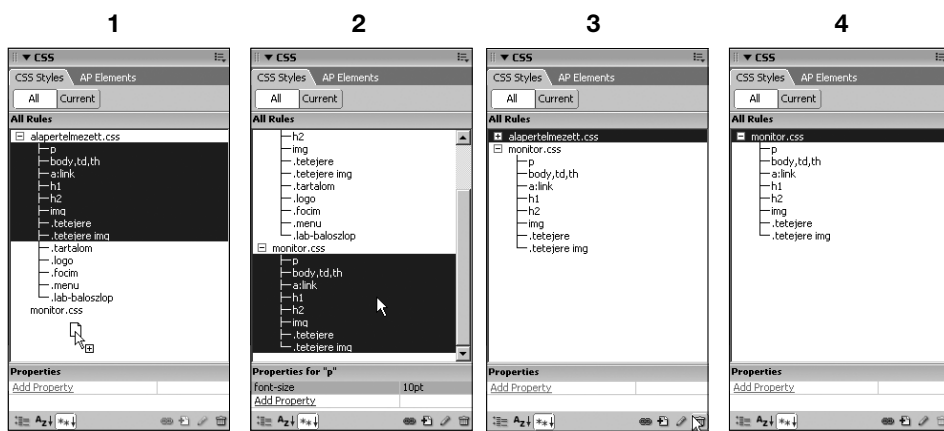 1
CSS
CSS Styles AP Elements
All Current
All Rules
alapertelmezett.css
p
body,td,th
a:link
h1
h2
img
.tetejere
.tetejere img
.tartalom
.logo
.focim
.menu
.lab-baloszlop
monitor.css
Properties
Add Property
2
CSS
CSS Styles AP Elements
All Current
All Rules
h2
img
.tetejere
.tetejere img
.tartalom
.logo
.focim
.menu
.lab-baloszlop
monitor.css
p
body,td,th
a:link
h1
h2
img
.tetejere
.tetejere img
Properties for "p"
font-size 10pt
Add Property
3
CSS
CSS Styles AP Elements
All Current
All Rules
alapertelmezett.css
monitor.css
p
body,td,th
a:link
h1
h2
img
.tetejere
.tetejere img
Properties
Add Property
4
CSS
CSS Styles AP Elements
All Current
All Rules
monitor.css
p
body,td,th
a:link
h1
h2
img
.tetejere
.tetejere img
Properties
Add Property